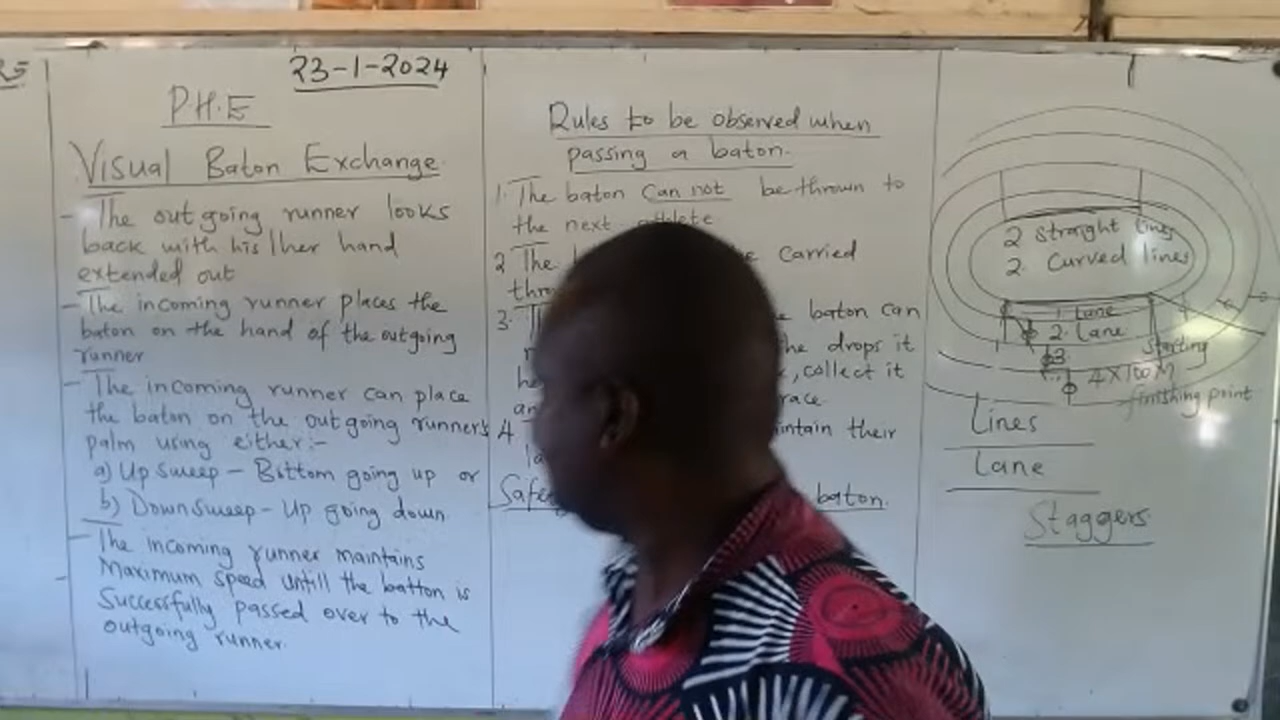 23-1-2024
P.H.E
Visual Baton Exchange
- The out going runner looks
back with his/her hand
extended out
- The incoming runner places the
baton on the hand of the outgoing
runner
- The incoming runner can place
the baton on the outgoing runner's
palm using either:-
a) Up sweep - Bottom going up or
b) Down sweep - Up going down
- The incoming runner maintains
Maximum speed untill the batton is
successfully passed over to the
outgoing runner.
Rules to be observed when
passing a baton.
1. The baton can not be thrown to
the next
2 The carried
3. baton can
he drops it
collect it
4 their
baton.
2 straight lines
2. Curved lines
1 Lane
2. Lane
3
starting
4x100M
finishing point
Lines
Lane
Staggers